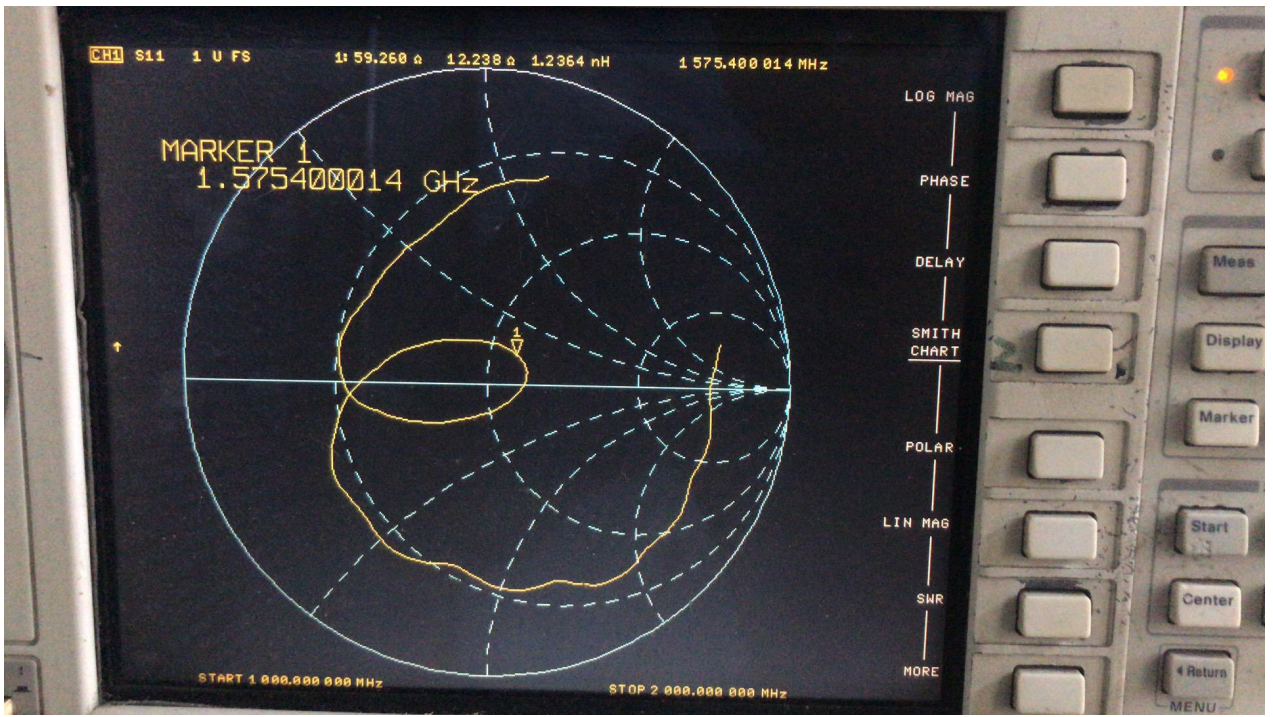 CH1 S11 1 U FS 1: 59.260 Ω 12.238 Ω 1.2364 nH 1 575.400 014 MHz
MARKER 1
1.575400014 GHz
1
LOG MAG
PHASE
DELAY
SMITH
CHART
POLAR
LIN MAG
SWR
MORE
START 1 000.000 000 MHz STOP 2 000.000 000 MHz
Meas
Display
Marker
Start
Center
Return
MENU
1